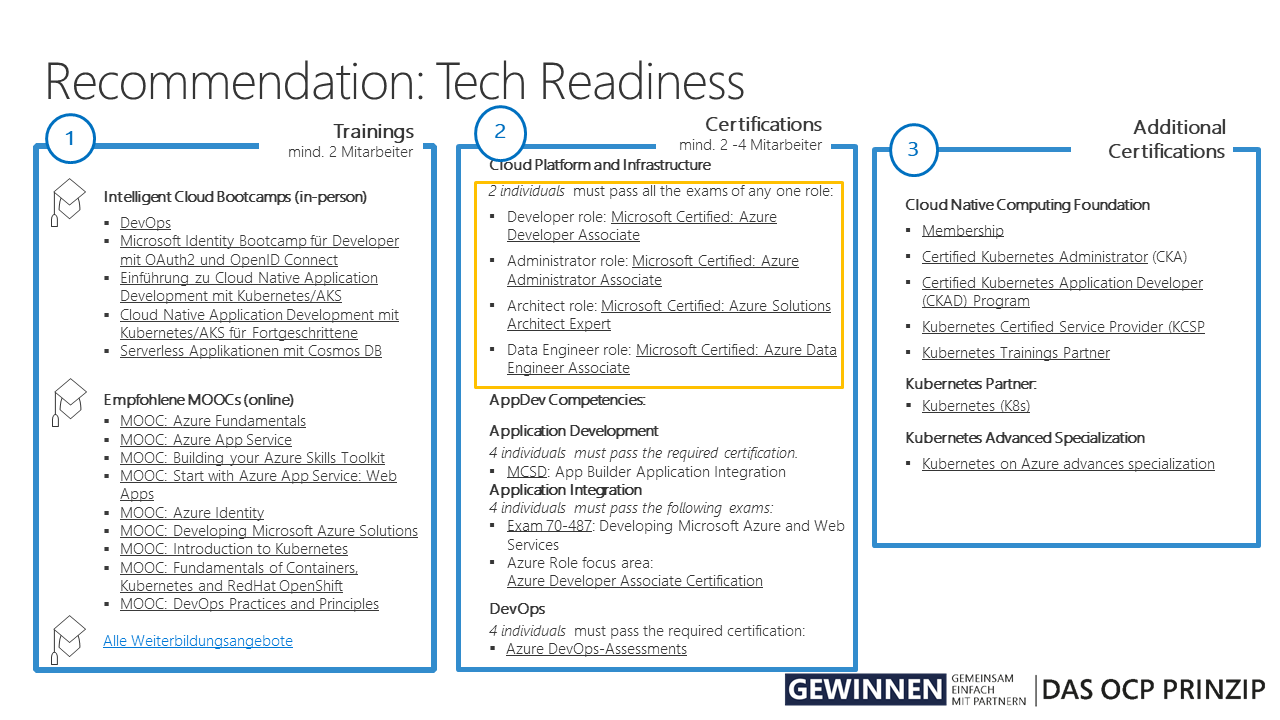 Recommendation: Tech Readiness
1
Trainings
mind. 2 Mitarbeiter
Intelligent Cloud Bootcamps (in-person)
▪ DevOps
▪ Microsoft Identity Bootcamp für Developer
mit OAuth2 und OpenID Connect
▪ Einführung zu Cloud Native Application
Development mit Kubernetes/AKS
▪ Cloud Native Application Development mit
Kubernetes/AKS für Fortgeschrittene
▪ Serverless Applikationen mit Cosmos DB
Empfohlene MOOCs (online)
▪ MOOC: Azure Fundamentals
▪ MOOC: Azure App Service
▪ MOOC: Building your Azure Skills Toolkit
▪ MOOC: Start with Azure App Service: Web
Apps
▪ MOOC: Azure Identity
▪ MOOC: Developing Microsoft Azure Solutions
▪ MOOC: Introduction to Kubernetes
▪ MOOC: Fundamentals of Containers,
Kubernetes and RedHat OpenShift
▪ MOOC: DevOps Practices and Principles
Alle Weiterbildungsangebote
2
Certifications
mind. 2 -4 Mitarbeiter
Cloud Platform and Infrastructure
2 individuals must pass all the exams of any one role:
▪ Developer role: Microsoft Certified: Azure
Developer Associate
▪ Administrator role: Microsoft Certified: Azure
Administrator Associate
▪ Architect role: Microsoft Certified: Azure Solutions
Architect Expert
▪ Data Engineer role: Microsoft Certified: Azure Data
Engineer Associate
AppDev Competencies:
Application Development
4 individuals must pass the required certification.
▪ MCSD: App Builder Application Integration
Application Integration
4 individuals must pass the following exams:
▪ Exam 70-487: Developing Microsoft Azure and Web
Services
▪ Azure Role focus area:
Azure Developer Associate Certification
DevOps
4 individuals must pass the required certification:
▪ Azure DevOps-Assessments
3
Additional
Certifications
Cloud Native Computing Foundation
▪ Membership
▪ Certified Kubernetes Administrator (CKA)
▪ Certified Kubernetes Application Developer
(CKAD) Program
▪ Kubernetes Certified Service Provider (KCSP
▪ Kubernetes Trainings Partner
Kubernetes Partner:
▪ Kubernetes (K8s)
Kubernetes Advanced Specialization
▪ Kubernetes on Azure advances specialization
GEWINNEN
GEMEINSAM
EINFACH
MIT PARTNERN
DAS OCP PRINZIP